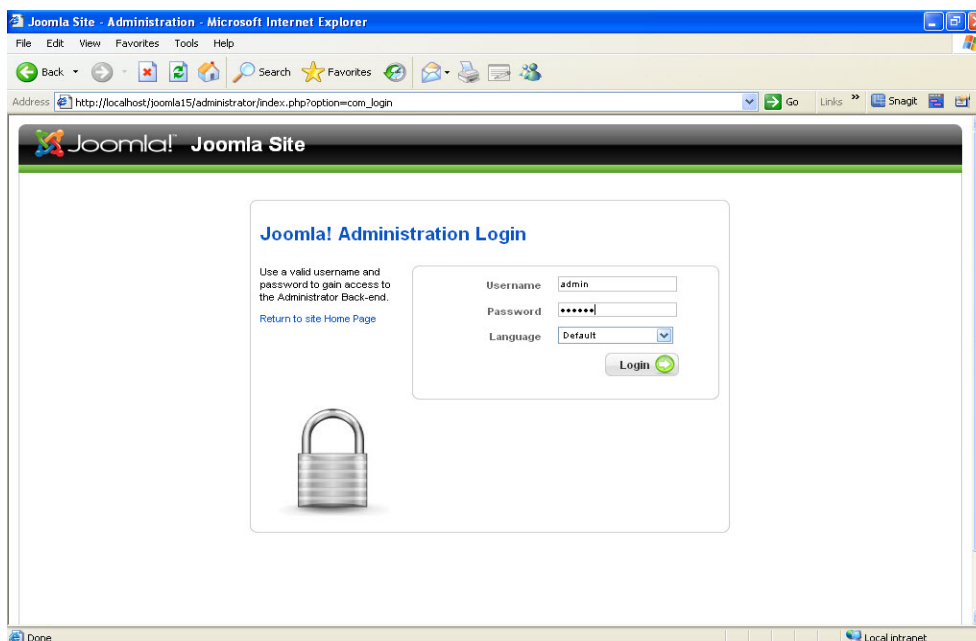 Joomla Site - Administration - Microsoft Internet Explorer
File Edit View Favorites Tools Help
Back Search Favorites
Address http://localhost/joomla15/administrator/index.php?option=com_login Go Links » Snagit
Joomla!™ Joomla Site
Joomla! Administration Login
Use a valid username and
password to gain access to
the Administrator Back-end.
Return to site Home Page
Username admin
Password ••••••
Language Default
Login
Done Local intranet